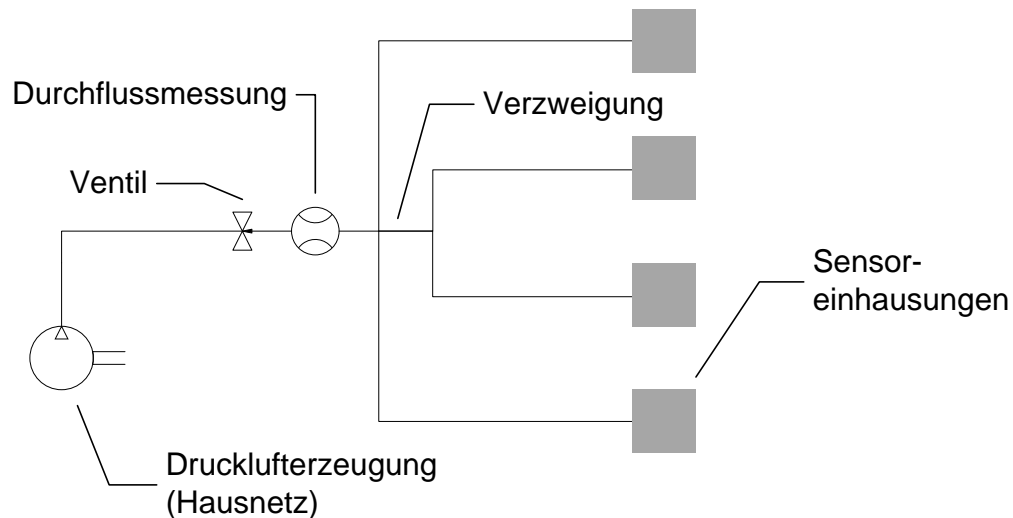 Durchflussmessung
Verzweigung
Ventil
Sensor-
einhausungen
Drucklufterzeugung
(Hausnetz)